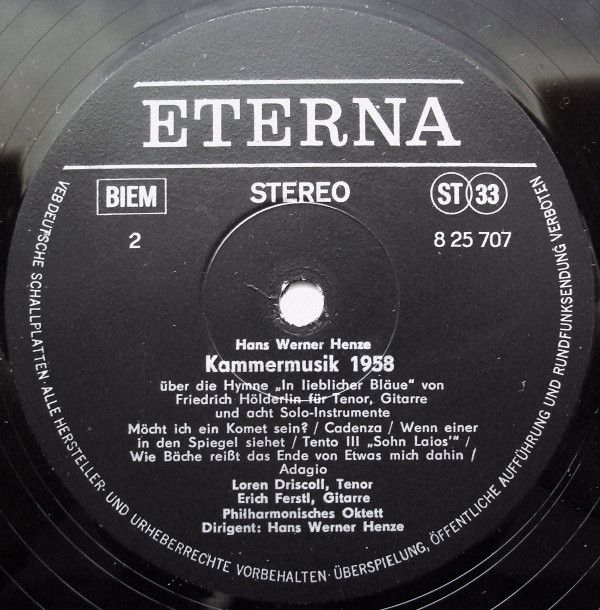 ETERNA
BIEM STEREO ST 33
2 8 25 707
Hans Werner Henze
Kammermusik 1958
über die Hymne „In lieblicher Bläue“ von
Friedrich Hölderlin für Tenor, Gitarre
und acht Solo-Instrumente
Möcht ich ein Komet sein? / Cadenza / Wenn einer
in den Spiegel siehet / Tento III „Sohn Laios'“ /
Wie Bäche reißt das Ende von Etwas mich dahin /
Adagio
Loren Driscoll, Tenor
Erich Ferstl, Gitarre
Philharmonisches Oktett
Dirigent: Hans Werner Henze
VEB DEUTSCHE SCHALLPLATTEN · ALLE HERSTELLER- UND URHEBERRECHTE VORBEHALTEN · ÜBERSPIELUNG, ÖFFENTLICHE AUFFÜHRUNG UND RUNDFUNKSENDUNG VERBOTEN